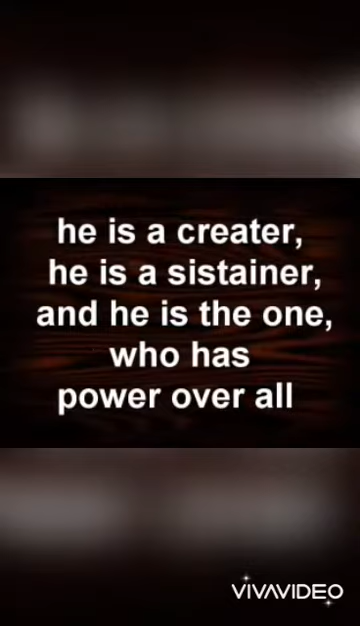 he is a creater,
he is a sistainer,
and he is the one,
who has
power over all
VIVAVIDEO